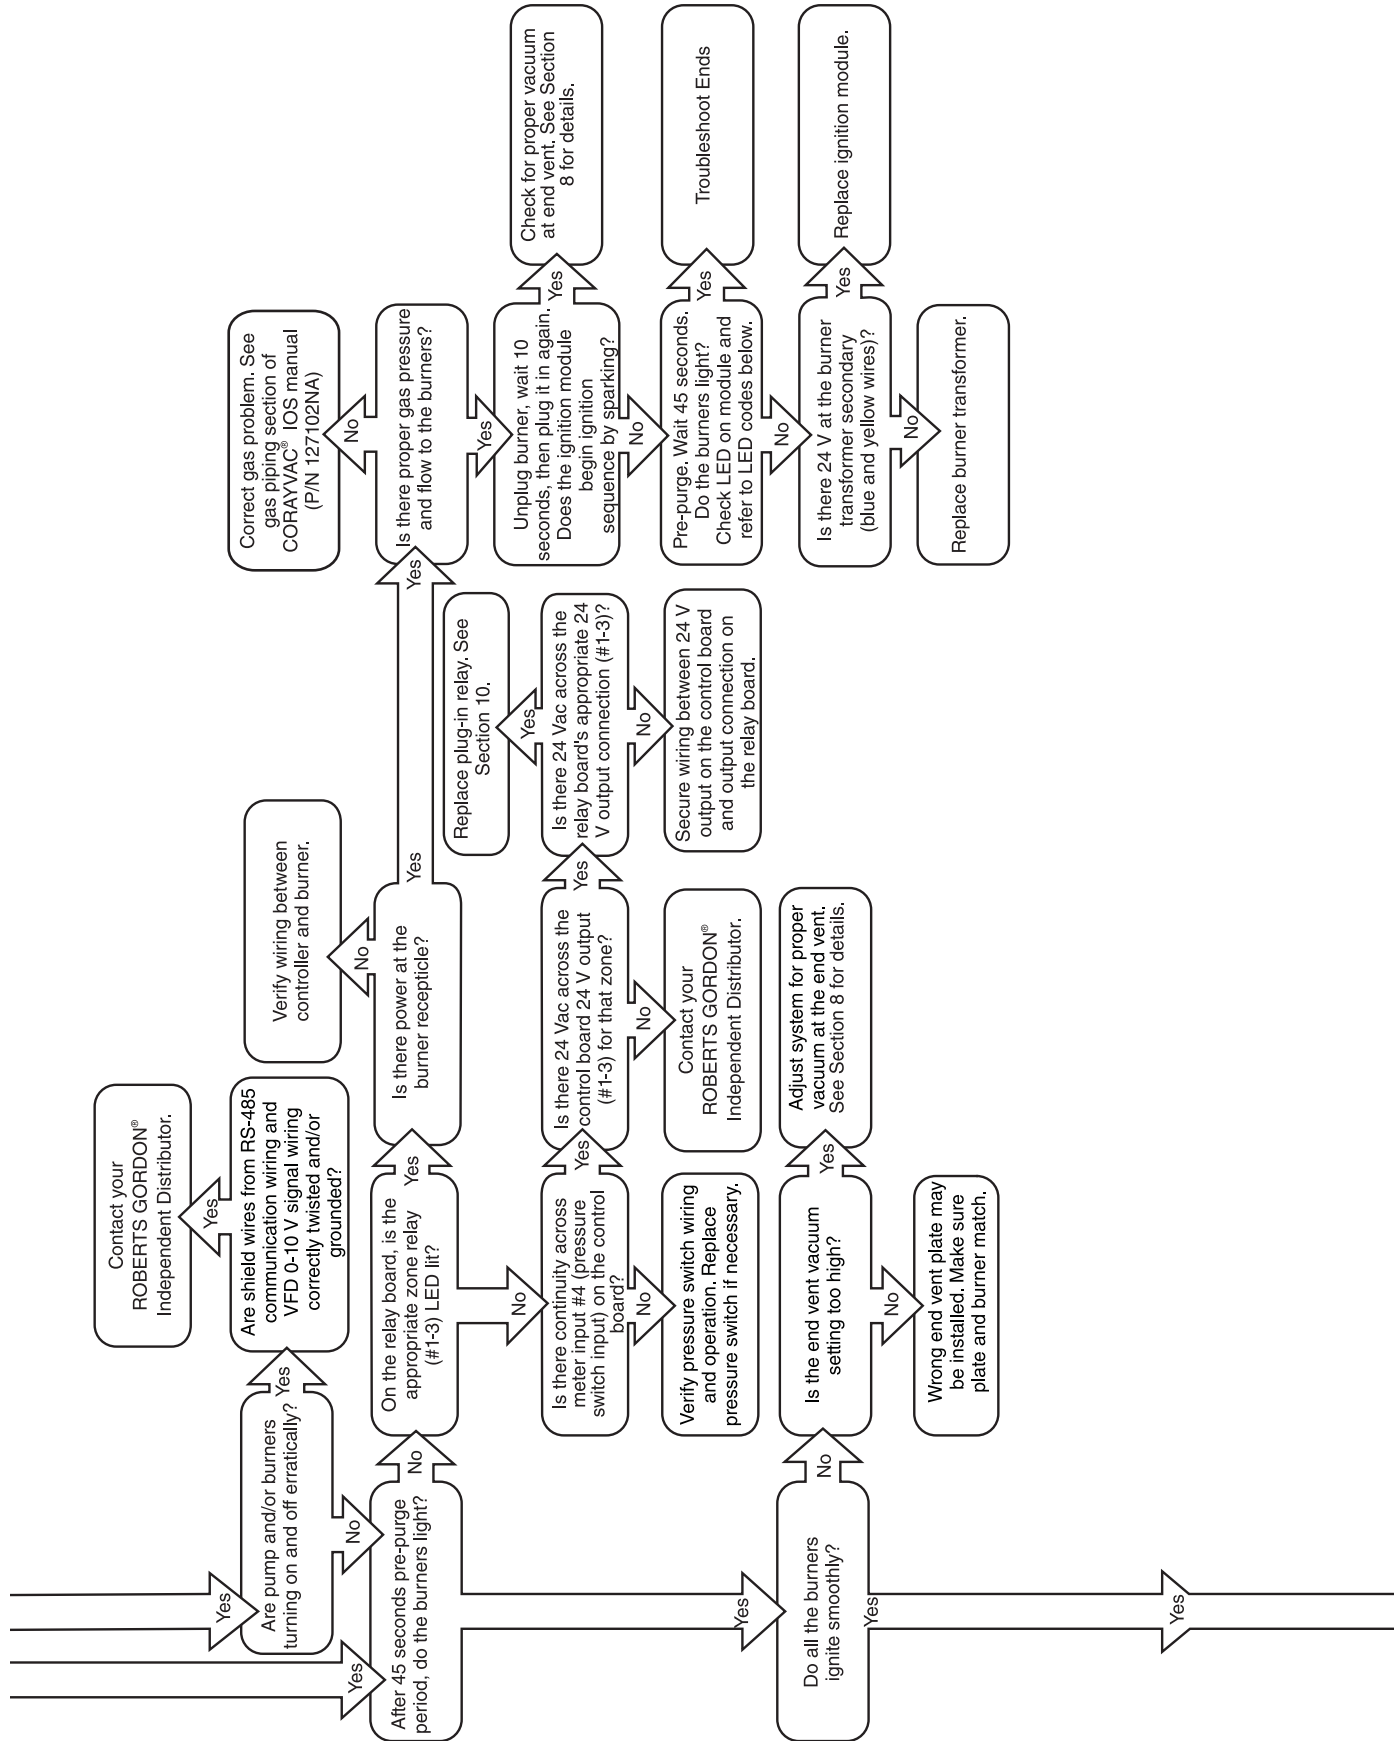 Yes
Are pump and/or burners
turning on and off erratically?
Yes
Are shield wires from RS-485
communication wiring and
VFD 0-10 V signal wiring
correctly twisted and/or
grounded?
Yes
Contact your
ROBERTS GORDON®
Independent Distributor.
No
Yes
After 45 seconds pre-purge
period, do the burners light?
No
On the relay board, is the
appropriate zone relay
(#1-3) LED lit?
Yes
Is there power at the
burner recepticle?
No
Verify wiring between
controller and burner.
Yes
Yes
Is there proper gas pressure
and flow to the burners?
No
Correct gas problem. See
gas piping section of
CORAYVAC® IOS manual
(P/N 127102NA)
Yes
Unplug burner, wait 10
seconds, then plug it in again.
Does the ignition module
begin ignition
sequence by sparking?
Yes
Check for proper vacuum
at end vent. See Section
8 for details.
No
Pre-purge. Wait 45 seconds.
Do the burners light?
Check LED on module and
refer to LED codes below.
Yes
Troubleshoot Ends
No
Is there 24 V at the burner
transformer secondary
(blue and yellow wires)?
Yes
Replace ignition module.
No
Replace burner transformer.
No
Is there continuity across
meter input #4 (pressure
switch input) on the control
board?
Yes
Is there 24 Vac across the
control board 24 V output
(#1-3) for that zone?
Yes
Is there 24 Vac across the
relay board's appropriate 24
V output connection (#1-3)?
Yes
Replace plug-in relay. See
Section 10.
No
Secure wiring between 24 V
output on the control board
and output connection on
the relay board.
No
Contact your
ROBERTS GORDON®
Independent Distributor.
No
Verify pressure switch wiring
and operation. Replace
pressure switch if necessary.
Yes
Do all the burners
ignite smoothly?
No
Is the end vent vacuum
setting too high?
Yes
Adjust system for proper
vacuum at the end vent.
See Section 8 for details.
No
Wrong end vent plate may
be installed. Make sure
plate and burner match.
Yes
Yes